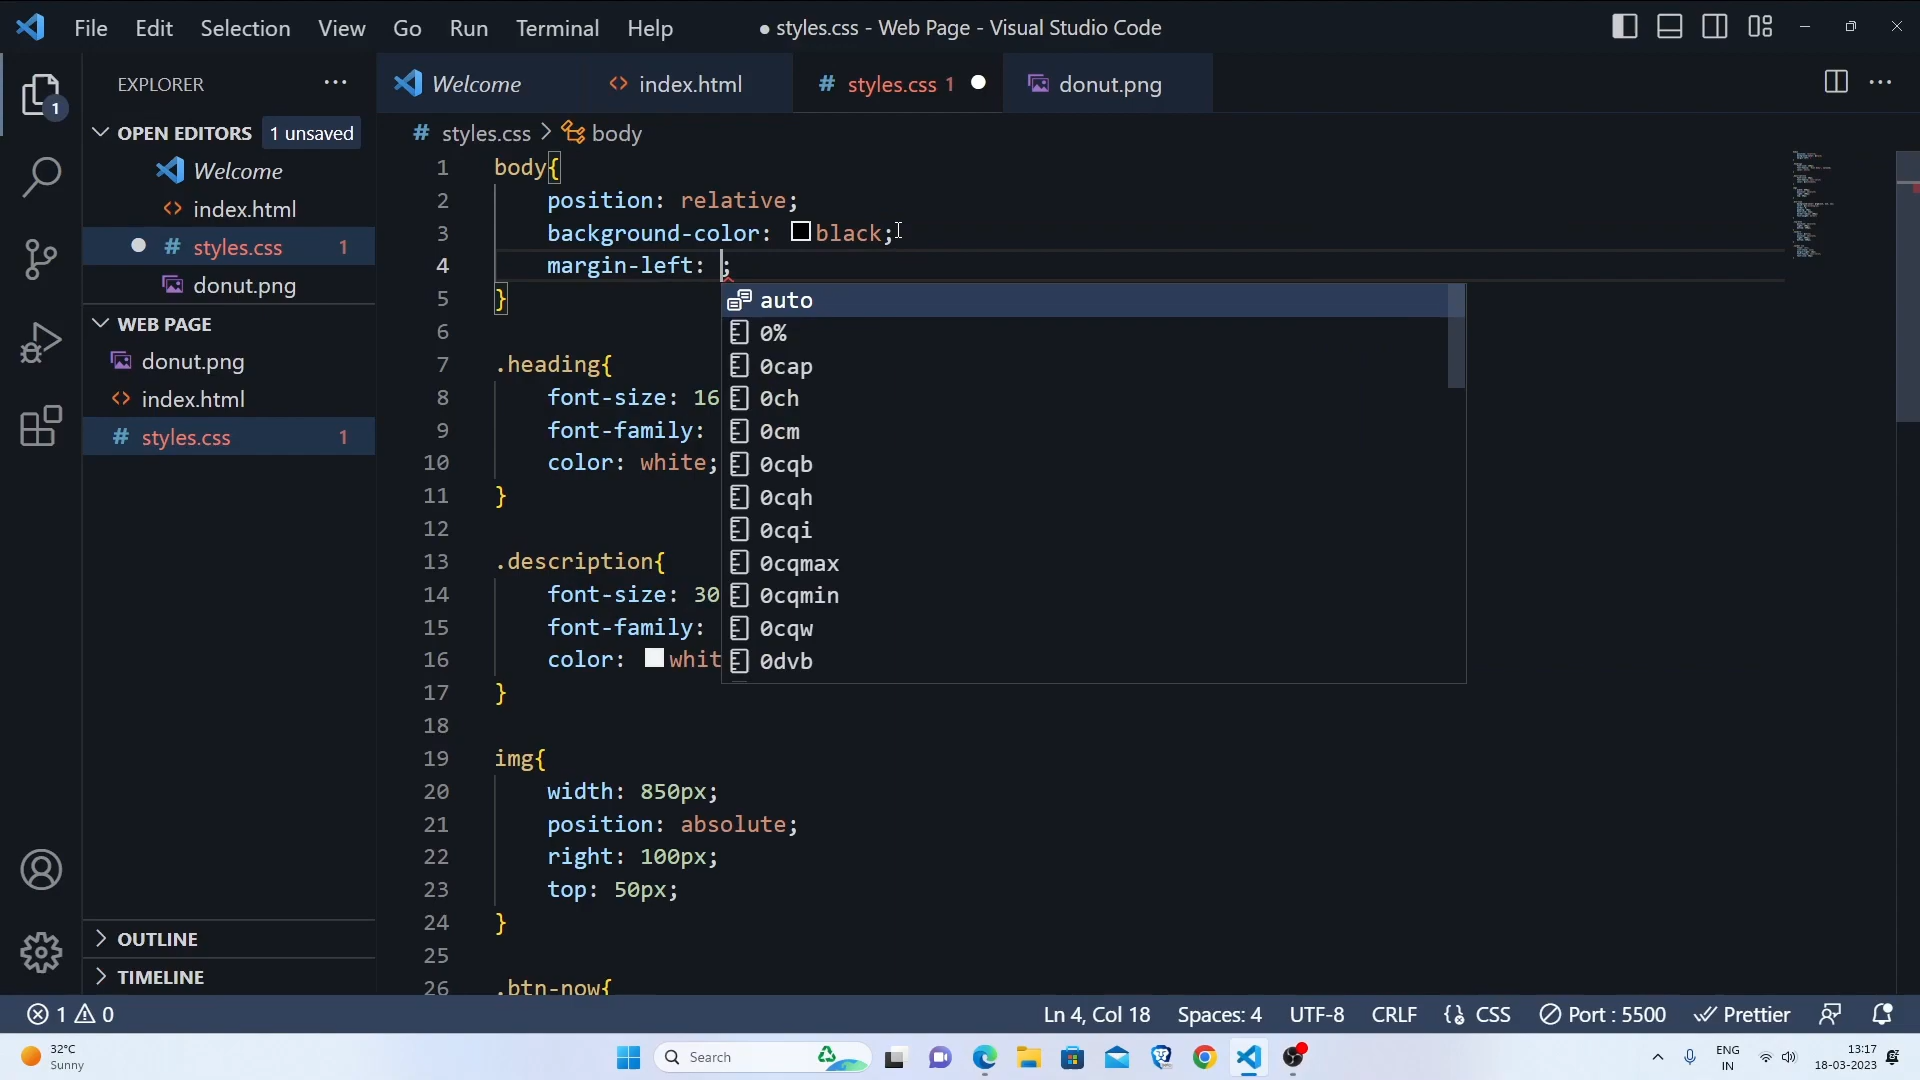 File Edit Selection View Go Run Terminal Help
● styles.css - Web Page - Visual Studio Code
EXPLORER
Welcome
index.html
# styles.css 1
donut.png
OPEN EDITORS 1 unsaved
Welcome
index.html
# styles.css 1
donut.png
WEB PAGE
donut.png
index.html
# styles.css 1
OUTLINE
TIMELINE
# styles.css > body
1 body{
2 position: relative;
3 background-color: black;
4 margin-left: ;
5 }
6
7 .heading{
8 font-size: 16
9 font-family:
10 color: white;
11 }
12
13 .description{
14 font-size: 30
15 font-family:
16 color: whit
17 }
18
19 img{
20 width: 850px;
21 position: absolute;
22 right: 100px;
23 top: 50px;
24 }
25
26 .btn-now{
auto
0%
0cap
0ch
0cm
0cqb
0cqh
0cqi
0cqmax
0cqmin
0cqw
0dvb
1 0
Ln 4, Col 18 Spaces: 4 UTF-8 CRLF {} CSS Port : 5500 Prettier
32°C
Sunny
Search
ENG
IN
13:17
18-03-2023
1